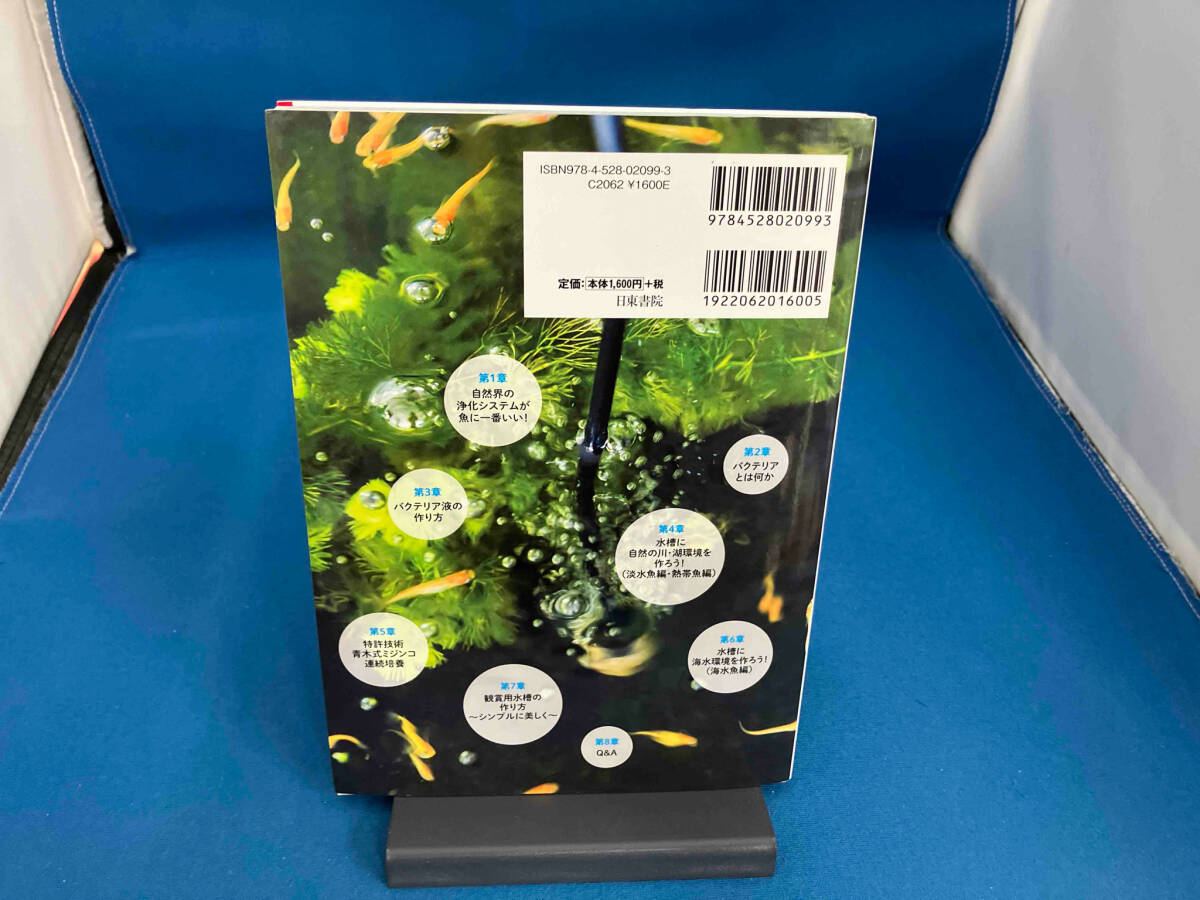 ISBN978-4-528-02099-3
C2062 ¥1600E
9784528020993
定価：本体1,600円＋税
日東書院
1922062016005
第1章
自然界の
浄化システムが
魚に一番いい！
第2章
バクテリア
とは何か
第3章
バクテリア液の
作り方
第4章
水槽に
自然の川・湖環境を
作ろう！
（淡水魚編・熱帯魚編）
第5章
特許技術
青木式ミジンコ
連続培養
第6章
水槽に
海水環境を作ろう！
（海水魚編）
第7章
観賞用水槽の
作り方
～シンプルに美しく～
第8章
Q&A